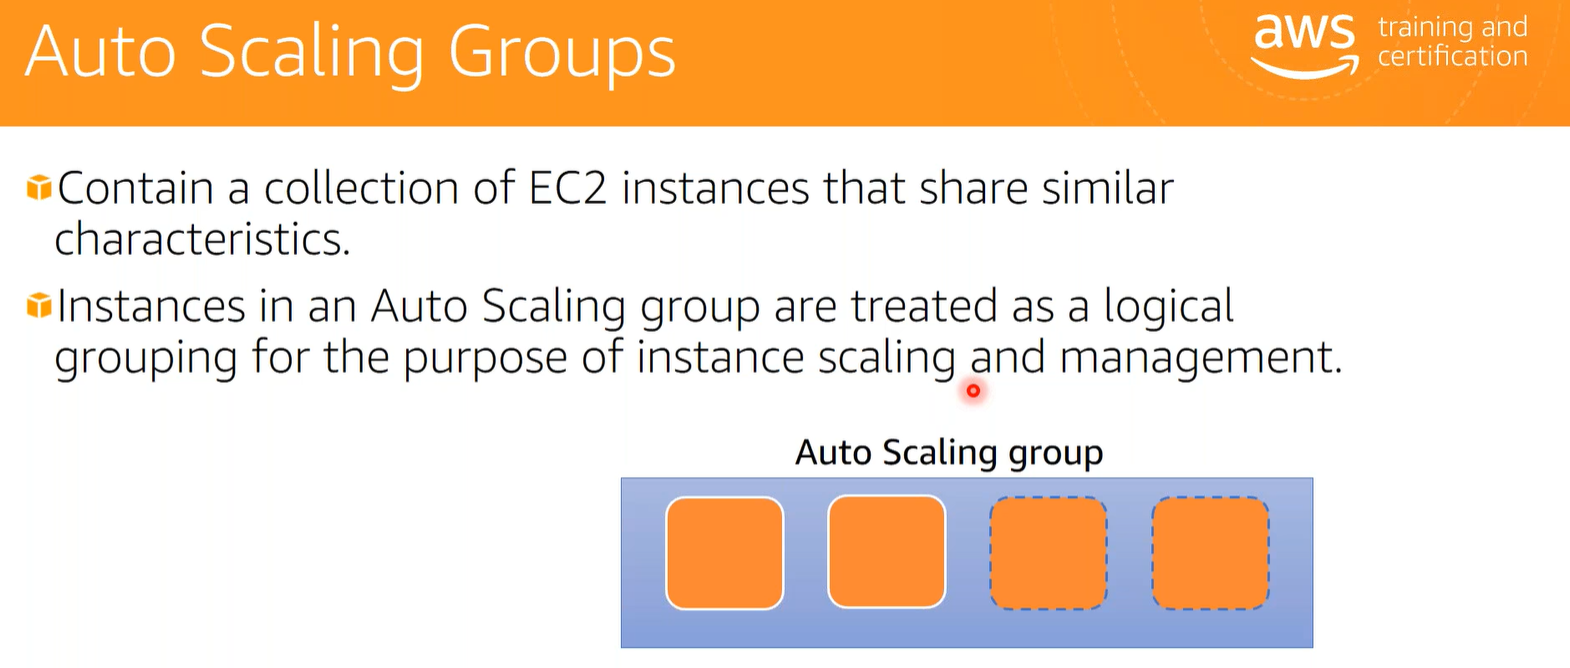 Auto Scaling Groups
aws training and
certification
Contain a collection of EC2 instances that share similar
characteristics.
Instances in an Auto Scaling group are treated as a logical
grouping for the purpose of instance scaling and management.
Auto Scaling group